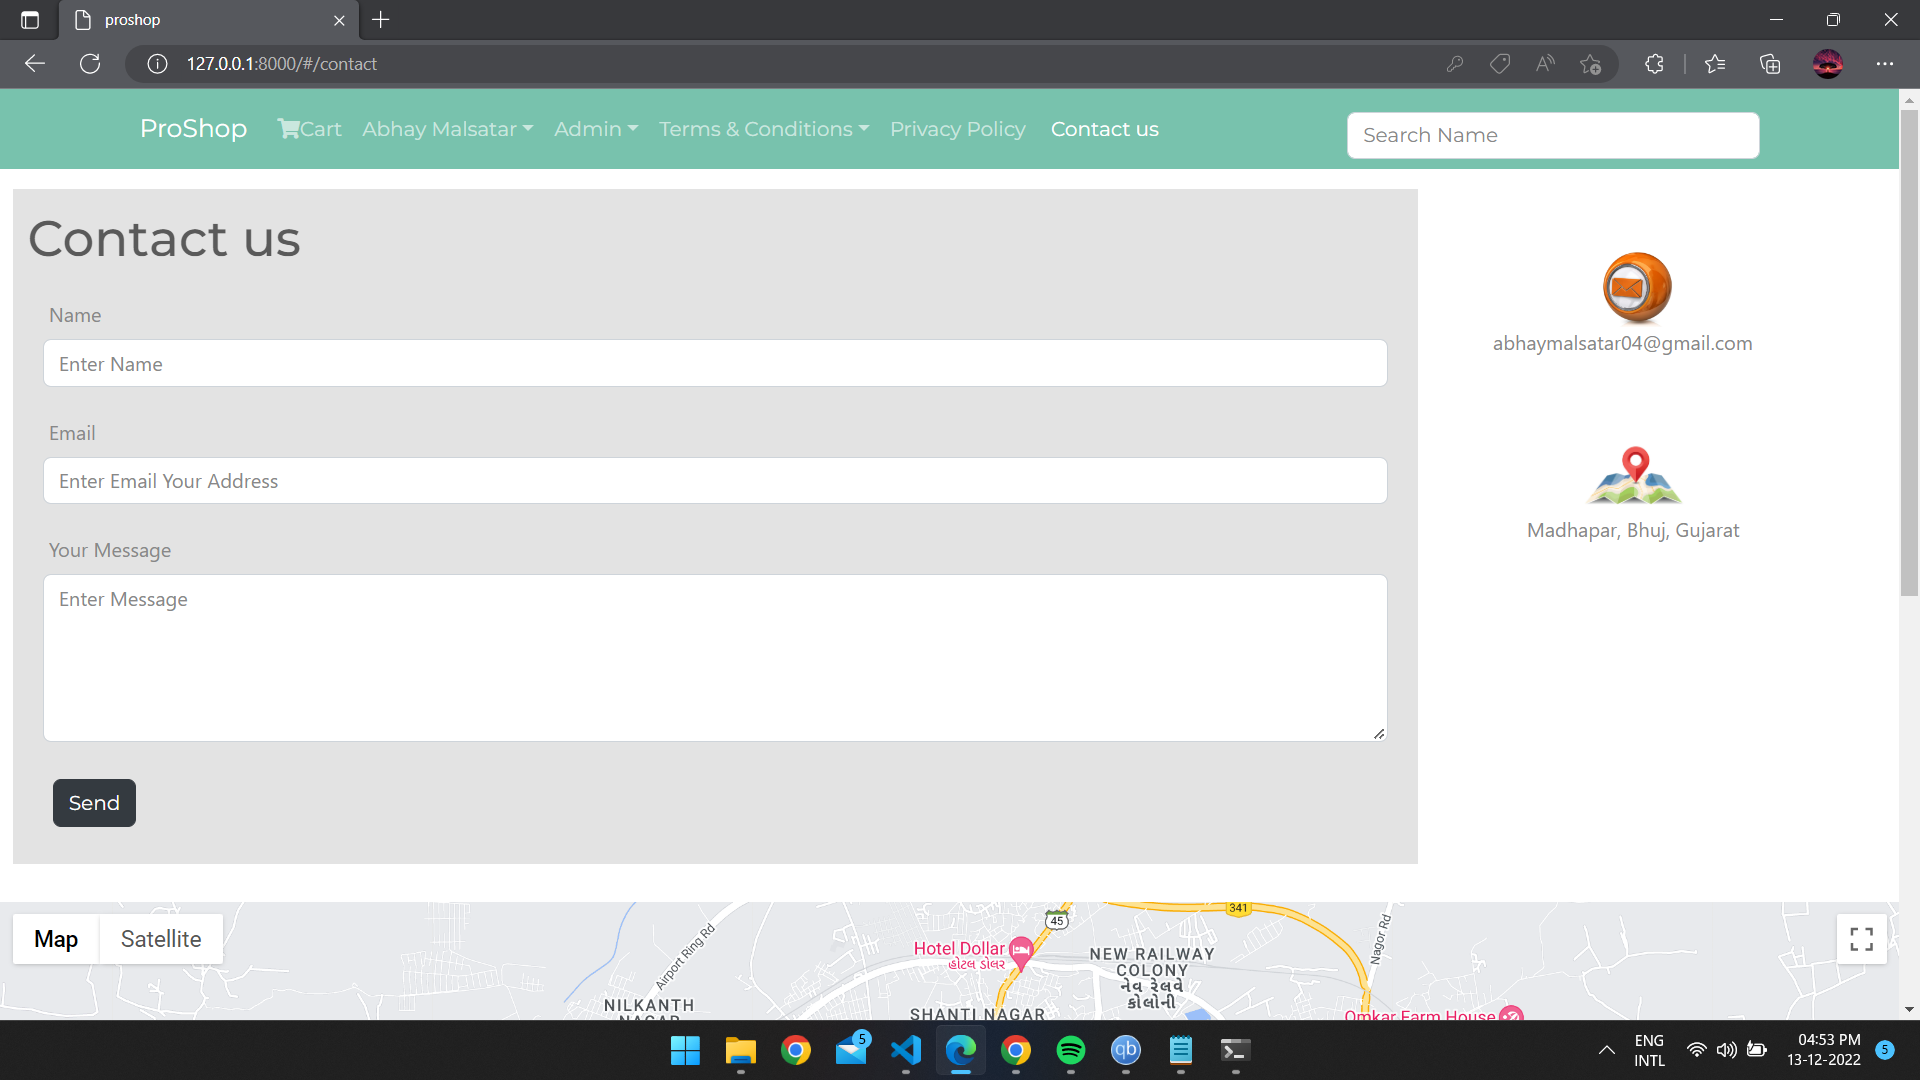 proshop
127.0.0.1:8000/#/contact
ProShop
Cart
Abhay Malsatar
Admin
Terms & Conditions
Privacy Policy
Contact us
Search Name
Contact us
Name
Enter Name
Email
Enter Email Your Address
Your Message
Enter Message
Send
abhaymalsatar04@gmail.com
Madhapar, Bhuj, Gujarat
Map
Satellite
Airport Ring Rd
NILKANTH
NAGAR
Hotel Dollar
હોટલ ડોલર
45
341
NEW RAILWAY
COLONY
નેવ રેલવે
કોલોની
SHANTI NAGAR
Nagor Rd
Omkar Farm House
5
qb
ENG
INTL
04:53 PM
13-12-2022
5